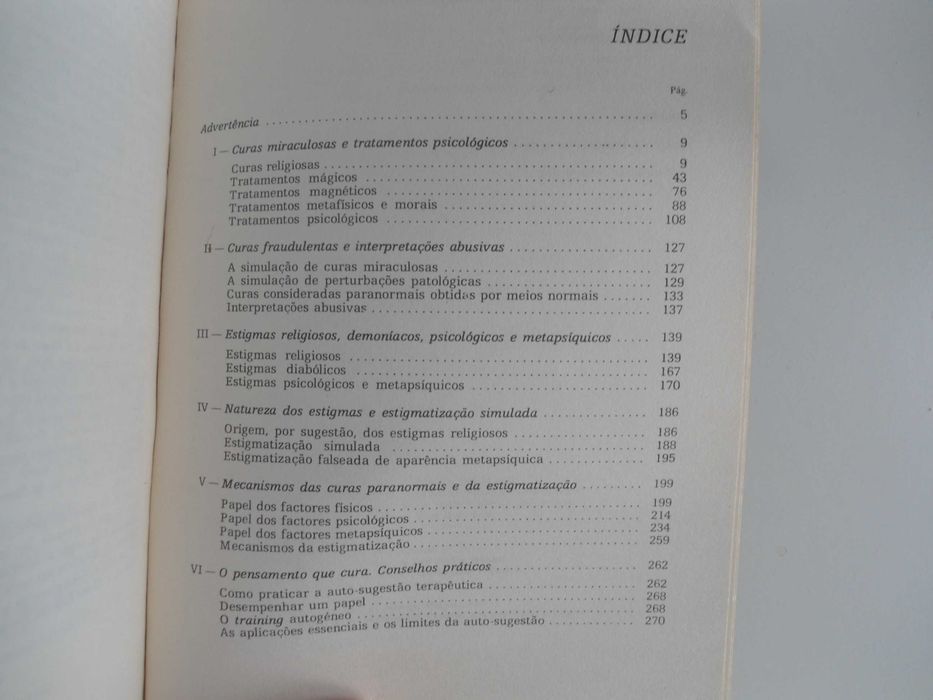 ÍNDICE
Pág.
Advertência 5
I — Curas miraculosas e tratamentos psicológicos 9
Curas religiosas 9
Tratamentos mágicos 43
Tratamentos magnéticos 76
Tratamentos metafísicos e morais 88
Tratamentos psicológicos 108
II — Curas fraudulentas e interpretações abusivas 127
A simulação de curas miraculosas 127
A simulação de perturbações patológicas 129
Curas consideradas paranormais obtidas por meios normais 133
Interpretações abusivas 137
III — Estigmas religiosos, demoníacos, psicológicos e metapsíquicos 139
Estigmas religiosos 139
Estigmas diabólicos 167
Estigmas psicológicos e metapsíquicos 170
IV — Natureza dos estigmas e estigmatização simulada 186
Origem, por sugestão, dos estigmas religiosos 186
Estigmatização simulada 188
Estigmatização falseada de aparência metapsíquica 195
V — Mecanismos das curas paranormais e da estigmatização 199
Papel dos factores físicos 199
Papel dos factores psicológicos 214
Papel dos factores metapsíquicos 234
Mecanismos da estigmatização 259
VI — O pensamento que cura. Conselhos práticos 262
Como praticar a auto-sugestão terapêutica 262
Desempenhar um papel 268
O training autogéneo 268
As aplicações essenciais e os limites da auto-sugestão 270